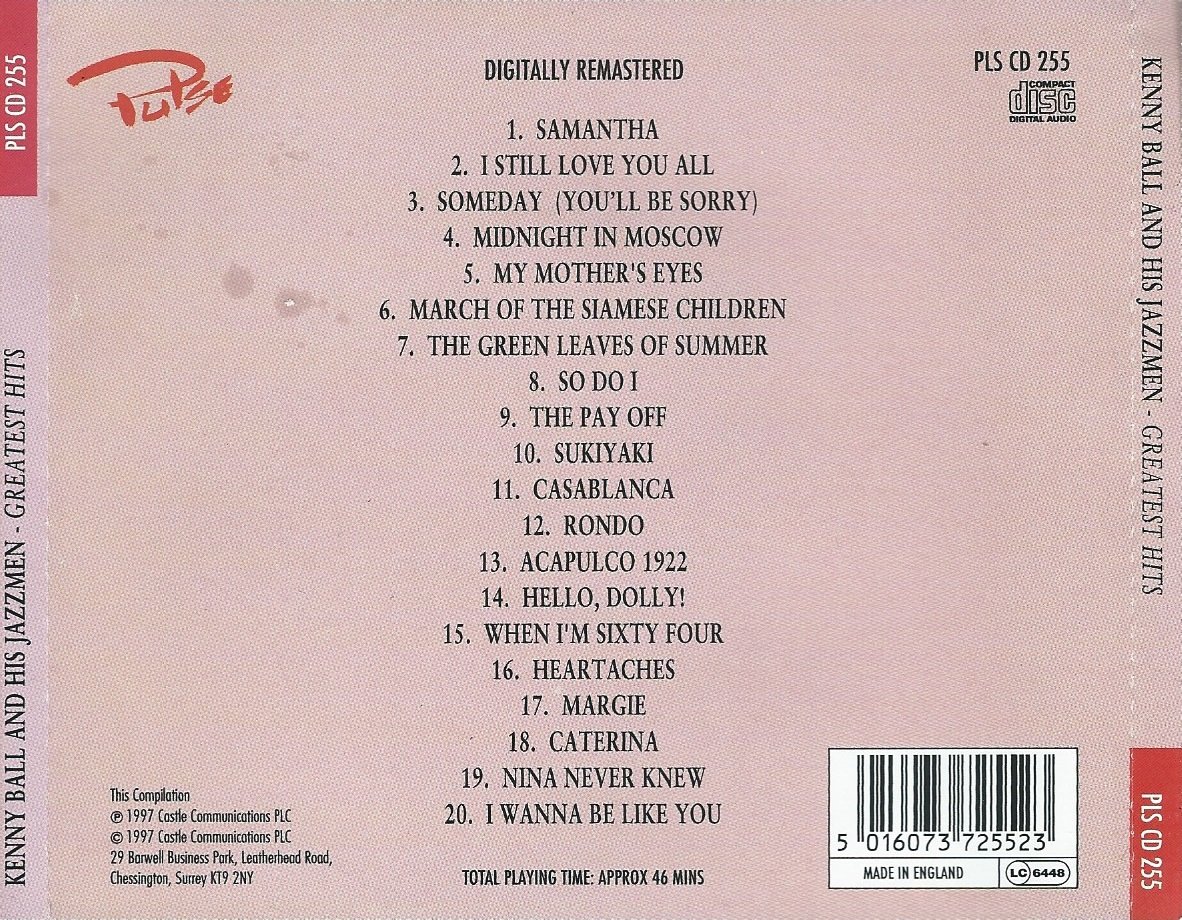 PLS CD 255
KENNY BALL AND HIS JAZZMEN - GREATEST HITS
Pulse
DIGITALLY REMASTERED
PLS CD 255
COMPACT
disc
DIGITAL AUDIO
1. SAMANTHA
2. I STILL LOVE YOU ALL
3. SOMEDAY (YOU'LL BE SORRY)
4. MIDNIGHT IN MOSCOW
5. MY MOTHER'S EYES
6. MARCH OF THE SIAMESE CHILDREN
7. THE GREEN LEAVES OF SUMMER
8. SO DO I
9. THE PAY OFF
10. SUKIYAKI
11. CASABLANCA
12. RONDO
13. ACAPULCO 1922
14. HELLO, DOLLY!
15. WHEN I'M SIXTY FOUR
16. HEARTACHES
17. MARGIE
18. CATERINA
19. NINA NEVER KNEW
20. I WANNA BE LIKE YOU
This Compilation
℗ 1997 Castle Communications PLC
© 1997 Castle Communications PLC
29 Barwell Business Park, Leatherhead Road,
Chessington, Surrey KT9 2NY
TOTAL PLAYING TIME: APPROX 46 MINS
5 016073 725523
MADE IN ENGLAND
LC 6448
KENNY BALL AND HIS JAZZMEN - GREATEST HITS
PLS CD 255